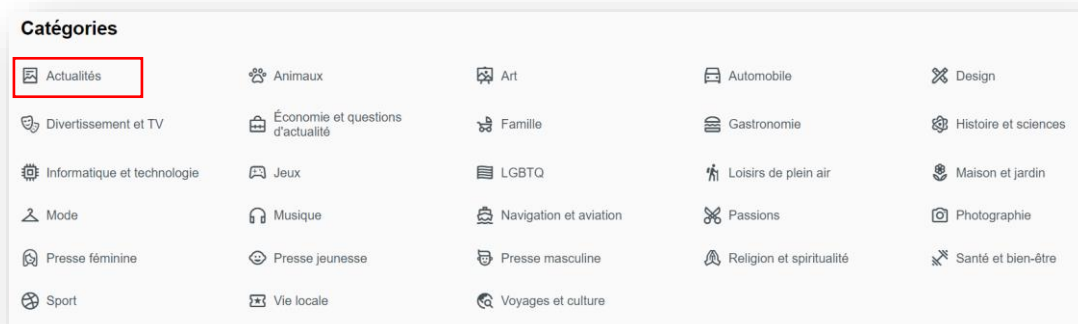 Catégories
Actualités
Animaux
Art
Automobile
Design
Divertissement et TV
Économie et questions
d'actualité
Famille
Gastronomie
Histoire et sciences
Informatique et technologie
Jeux
LGBTQ
Loisirs de plein air
Maison et jardin
Mode
Musique
Navigation et aviation
Passions
Photographie
Presse féminine
Presse jeunesse
Presse masculine
Religion et spiritualité
Santé et bien-être
Sport
Vie locale
Voyages et culture